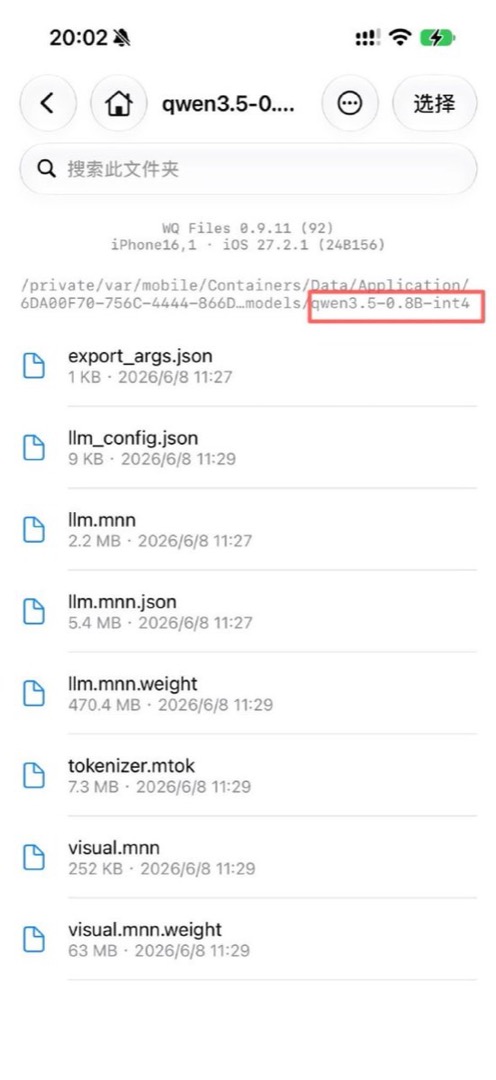 20:02
qwen3.5-0....
选择
搜索此文件夹
WQ Files 0.9.11 (92)
iPhone16,1 · iOS 27.2.1 (24B156)
/private/var/mobile/Containers/Data/Application/
6DA00F70-756C-4444-866D…models/qwen3.5-0.8B-int4
export_args.json
1 KB · 2026/6/8 11:27
llm_config.json
9 KB · 2026/6/8 11:29
llm.mnn
2.2 MB · 2026/6/8 11:27
llm.mnn.json
5.4 MB · 2026/6/8 11:27
llm.mnn.weight
470.4 MB · 2026/6/8 11:29
tokenizer.mtok
7.3 MB · 2026/6/8 11:29
visual.mnn
252 KB · 2026/6/8 11:29
visual.mnn.weight
63 MB · 2026/6/8 11:29